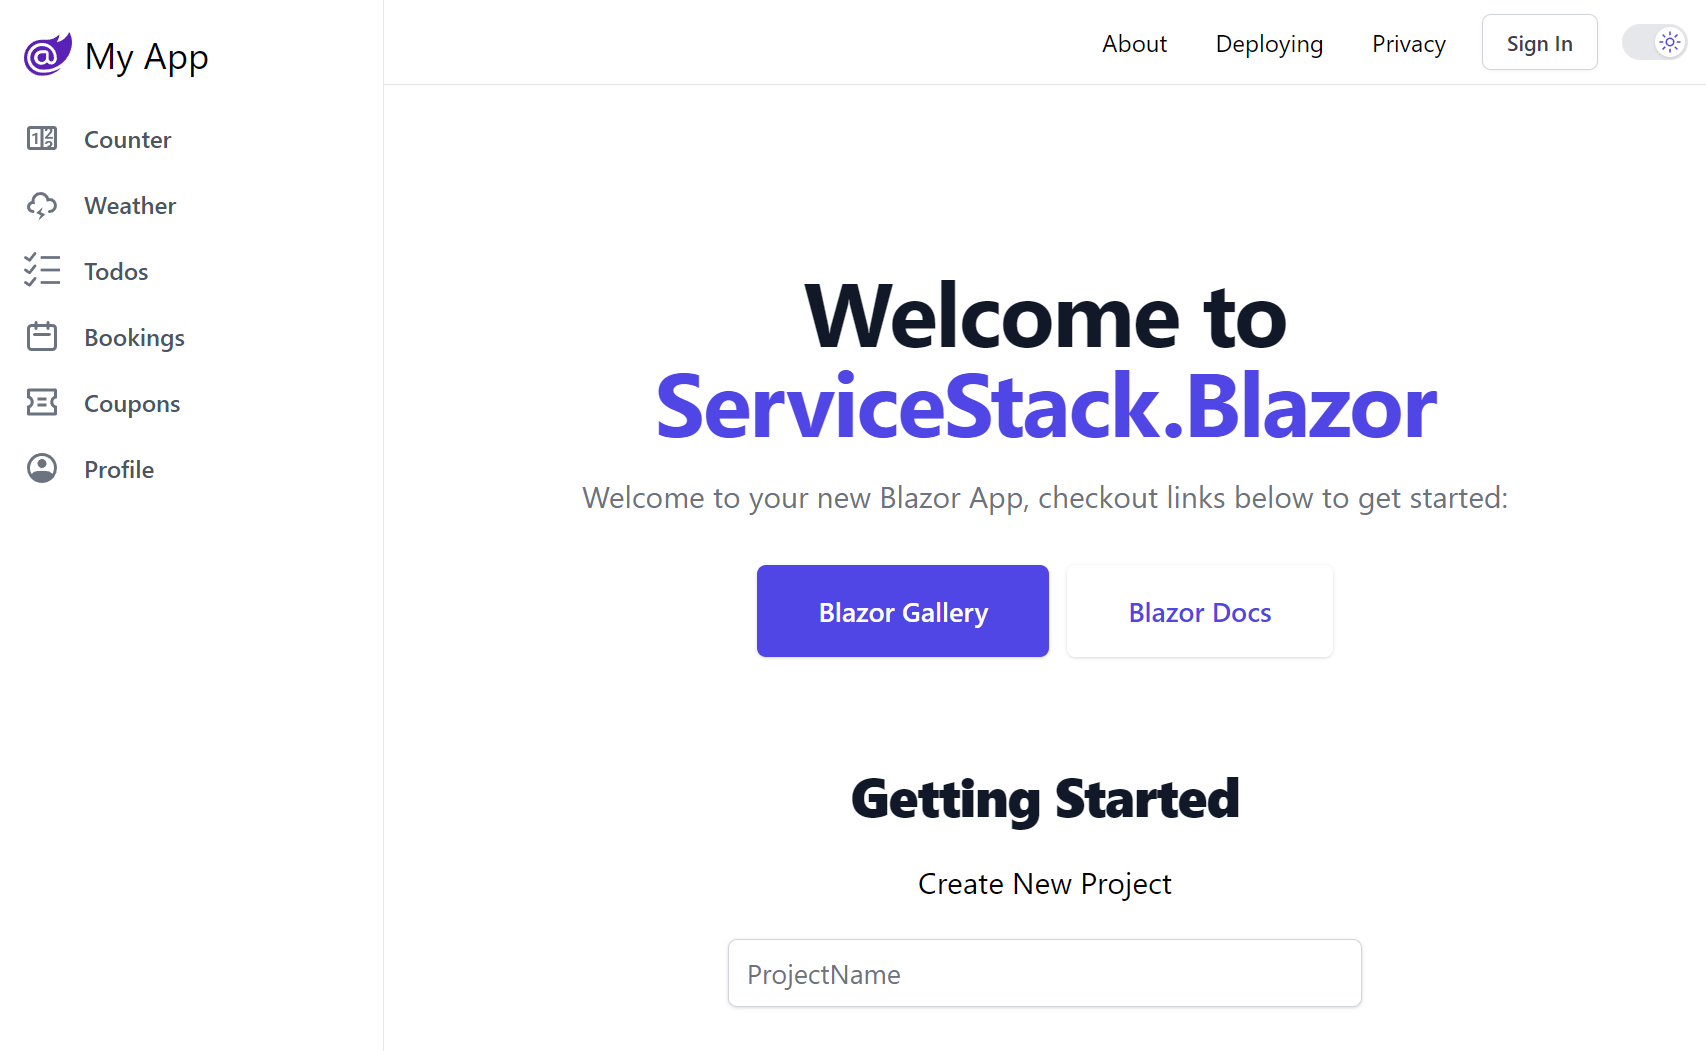 My App
Counter
Weather
Todos
Bookings
Coupons
Profile
About Deploying Privacy Sign In
Welcome to
ServiceStack.Blazor
Welcome to your new Blazor App, checkout links below to get started:
Blazor Gallery Blazor Docs
Getting Started
Create New Project
ProjectName